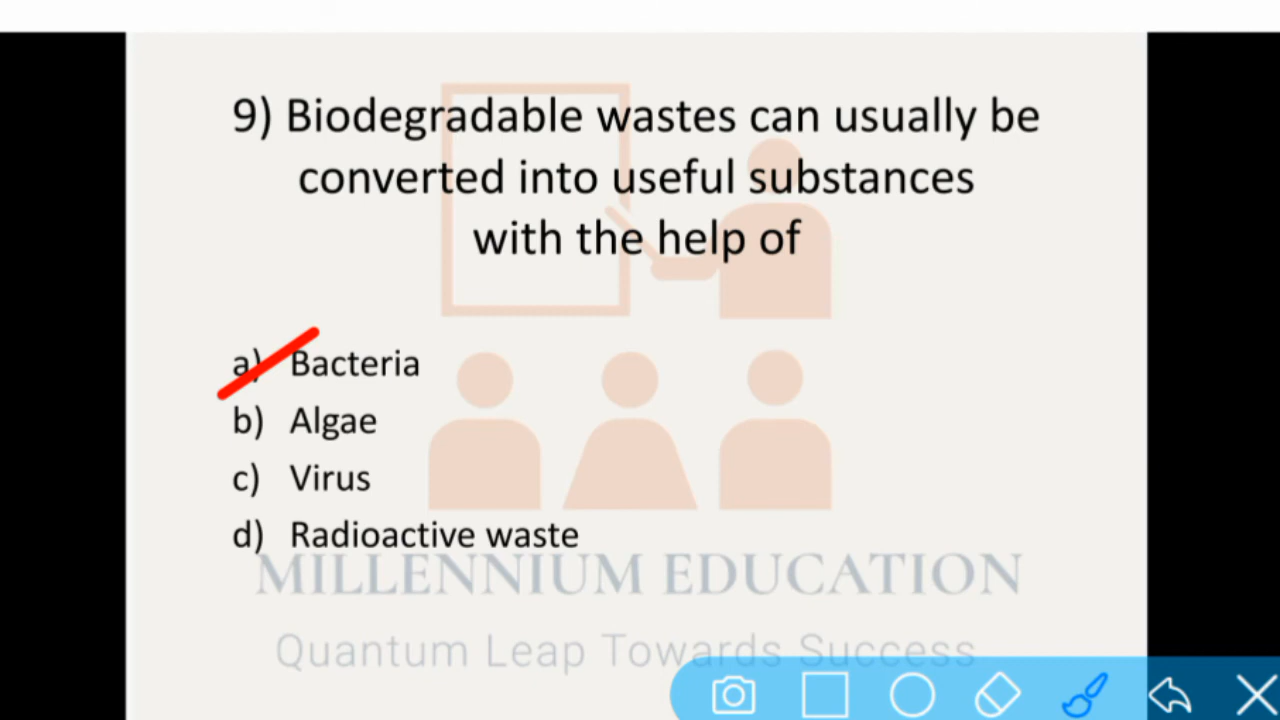 9) Biodegradable wastes can usually be
converted into useful substances
with the help of
a) Bacteria
b) Algae
c) Virus
d) Radioactive waste
MILLENNIUM EDUCATION
Quantum Leap Towards Success